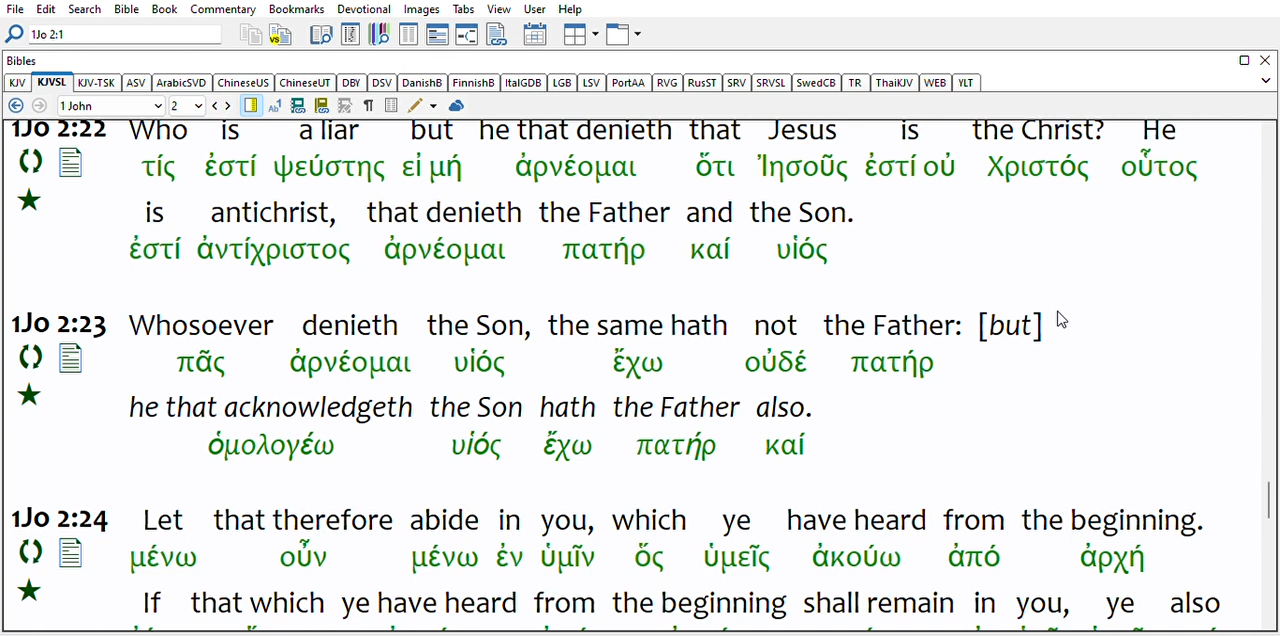 File Edit Search Bible Book Commentary Bookmarks Devotional Images Tabs View User Help
1Jo 2:1
Bibles
KJV KJVSL KJV-TSK ASV ArabicSVD ChineseUS ChineseUT DBY DSV DanishB FinnishB ItalGDB LGB LSV PortAA RVG RusST SRV SRVSL SwedCB TR ThaiKJV WEB YLT
1 John 2
1Jo 2:22 Who is a liar but he that denieth that Jesus is the Christ? He
τίς ἐστί ψεύστης εἰ μή ἀρνέομαι ὅτι Ἰησοῦς ἐστί οὐ Χριστός οὗτος
is antichrist, that denieth the Father and the Son.
ἐστί ἀντίχριστος ἀρνέομαι πατήρ καί υἱός
1Jo 2:23 Whosoever denieth the Son, the same hath not the Father: [but]
πᾶς ἀρνέομαι υἱός ἔχω οὐδέ πατήρ
he that acknowledgeth the Son hath the Father also.
ὁμολογέω υἱός ἔχω πατήρ καί
1Jo 2:24 Let that therefore abide in you, which ye have heard from the beginning.
μένω οὖν μένω ἐν ὑμῖν ὅς ὑμεῖς ἀκούω ἀπό ἀρχή
If that which ye have heard from the beginning shall remain in you, ye also